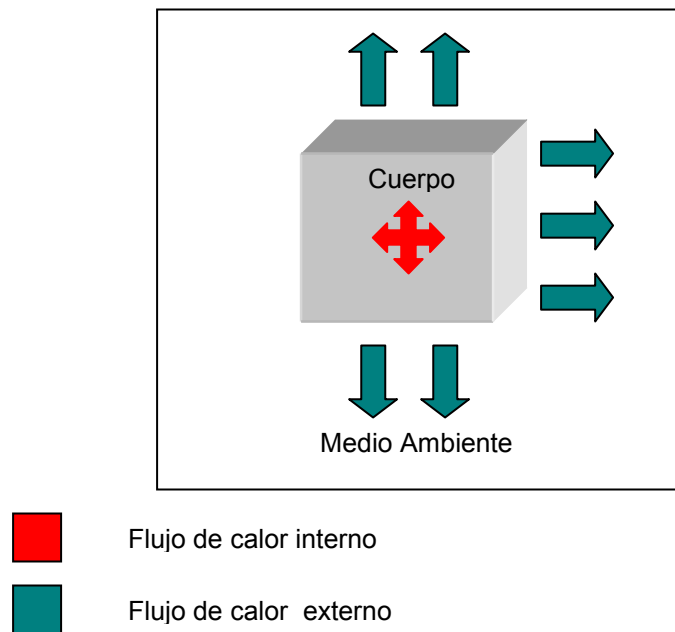 Cuerpo
Medio Ambiente
Flujo de calor interno
Flujo de calor externo